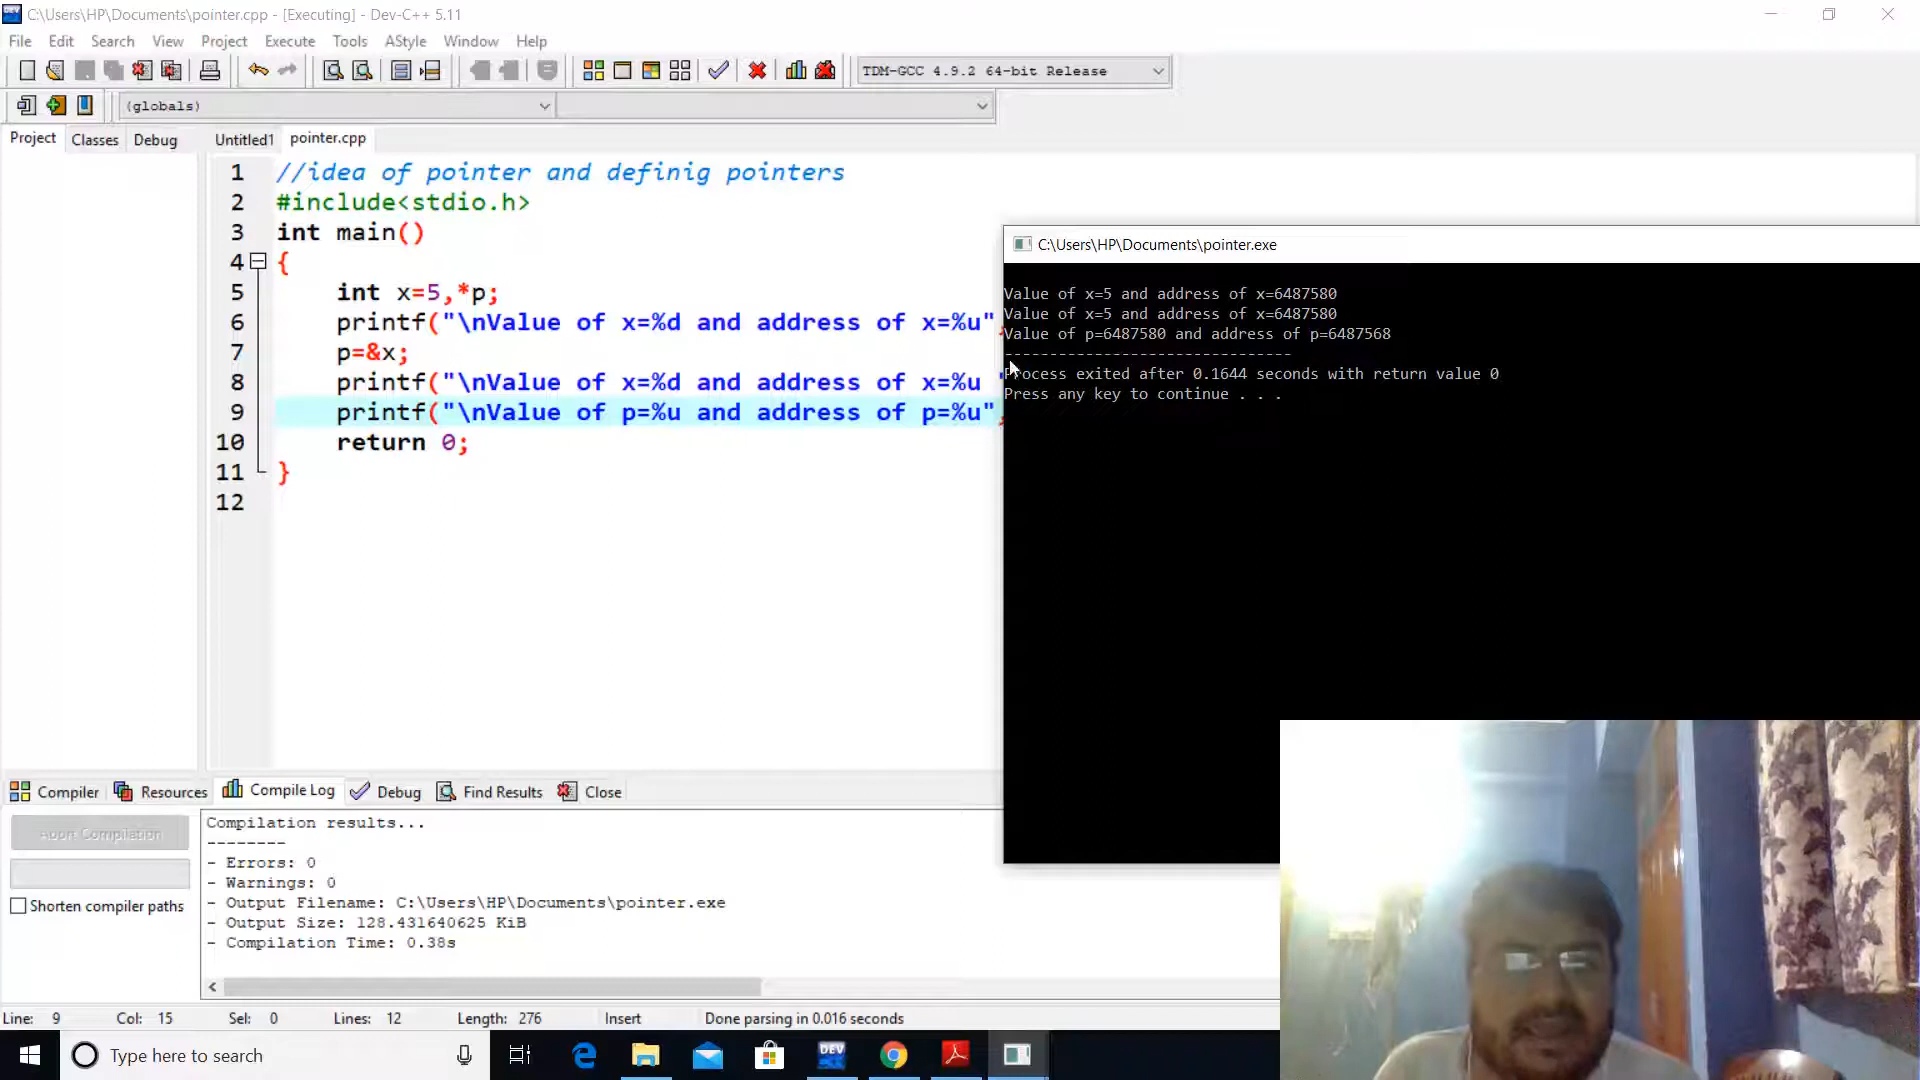 C:\Users\HP\Documents\pointer.cpp - [Executing] - Dev-C++ 5.11
File Edit Search View Project Execute Tools AStyle Window Help
TDM-GCC 4.9.2 64-bit Release
(globals)
Project Classes Debug Untitled1 pointer.cpp
1 //idea of pointer and definig pointers
2 #include<stdio.h>
3 int main()
4 {
5 int x=5,*p;
6 printf("\nValue of x=%d and address of x=%u"
7 p=&x;
8 printf("\nValue of x=%d and address of x=%u "
9 printf("\nValue of p=%u and address of p=%u"
10 return 0;
11 }
12
C:\Users\HP\Documents\pointer.exe
Value of x=5 and address of x=6487580
Value of x=5 and address of x=6487580
Value of p=6487580 and address of p=6487568
--------------------------------
Process exited after 0.1644 seconds with return value 0
Press any key to continue . . .
Compiler Resources Compile Log Debug Find Results Close
Abort Compilation
Shorten compiler paths
Compilation results...
--------
- Errors: 0
- Warnings: 0
- Output Filename: C:\Users\HP\Documents\pointer.exe
- Output Size: 128.431640625 KiB
- Compilation Time: 0.38s
Line: 9 Col: 15 Sel: 0 Lines: 12 Length: 276 Insert Done parsing in 0.016 seconds
Type here to search
DEV